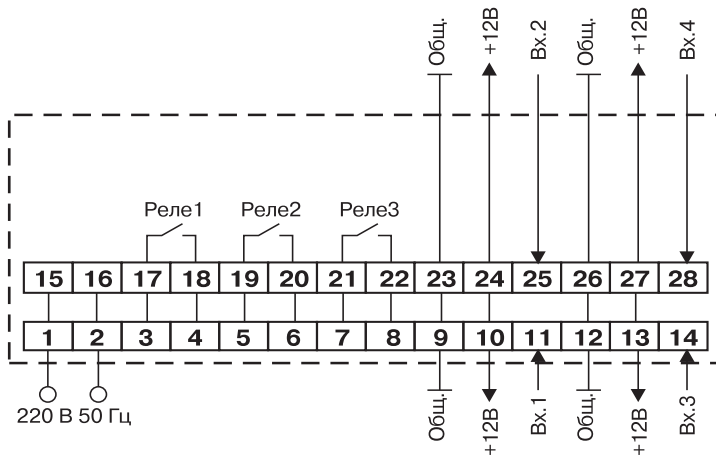 Общ. +12В Вх.2 Общ. +12В Вх.4
Реле1 Реле2 Реле3
15 16 17 18 19 20 21 22 23 24 25 26 27 28
1 2 3 4 5 6 7 8 9 10 11 12 13 14
220 В 50 Гц
Общ. +12В Вх.1 Общ. +12В Вх.3